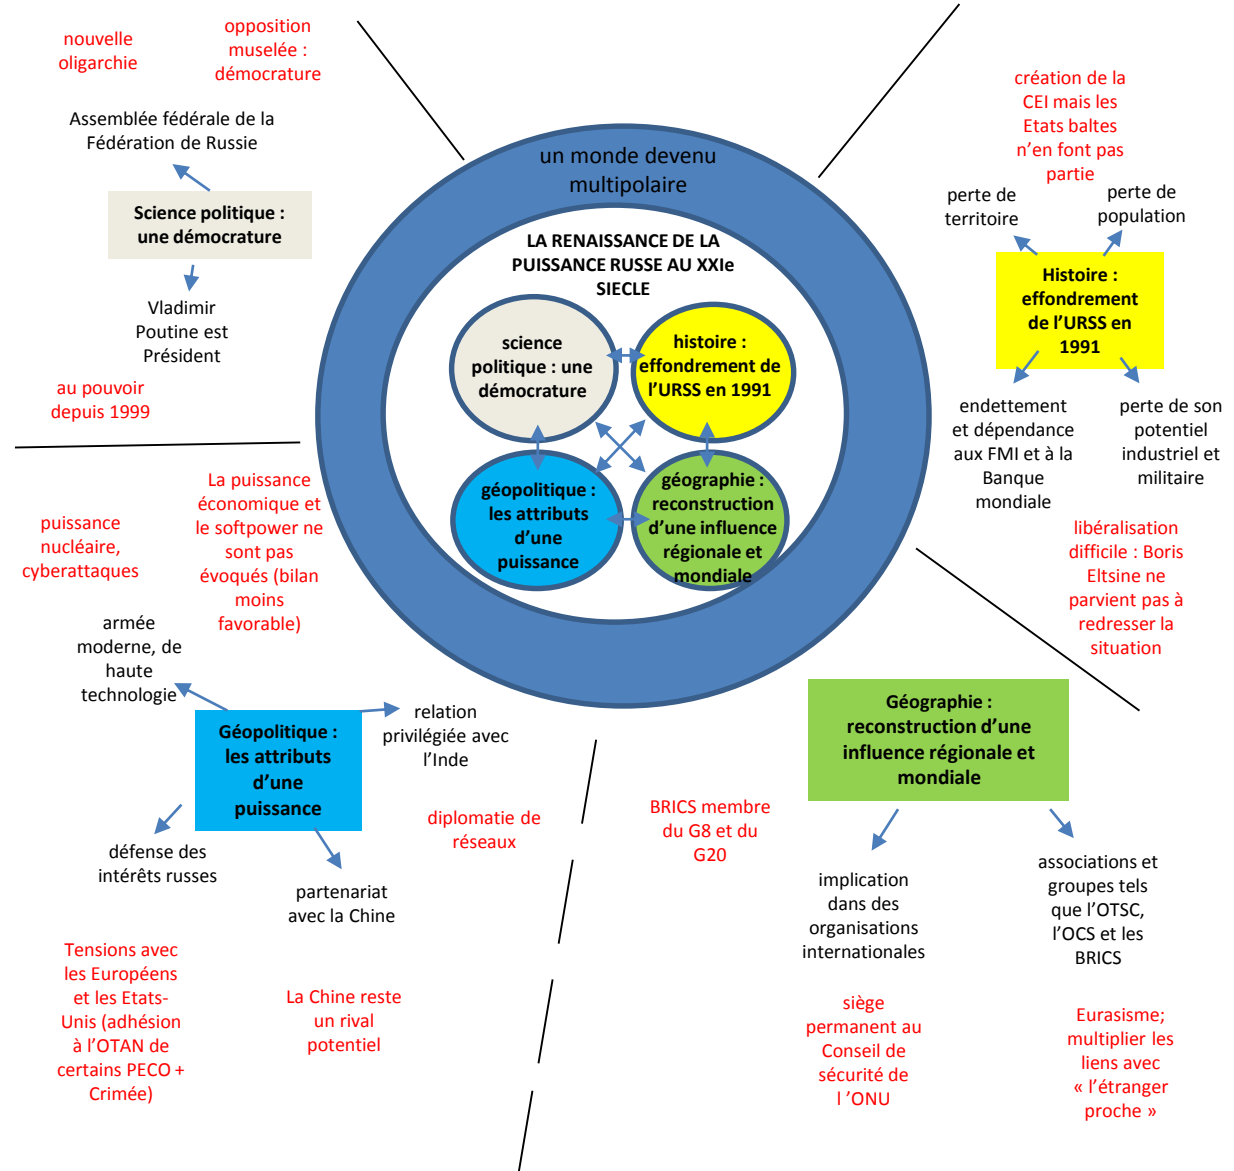 nouvelle
oligarchie
opposition
muselée :
démocrature
Assemblée fédérale de la
Fédération de Russie
Science politique :
une démocrature
Vladimir
Poutine est
Président
au pouvoir
depuis 1999
un monde devenu
multipolaire
LA RENAISSANCE DE LA
PUISSANCE RUSSE AU XXIe
SIECLE
science
politique : une
démocrature
histoire :
effondrement de
l’URSS en 1991
géopolitique :
les attributs
d’une
puissance
géographie :
reconstruction
d’une influence
régionale et
mondiale
création de la
CEI mais les
Etats baltes
n’en font pas
partie
perte de
territoire
perte de
population
Histoire :
effondrement
de l’URSS en
1991
endettement
et dépendance
aux FMI et à la
Banque
mondiale
perte de son
potentiel
industriel et
militaire
libéralisation
difficile : Boris
Eltsine ne
parvient pas à
redresser la
situation
puissance
nucléaire,
cyberattaques
La puissance
économique et
le softpower ne
sont pas
évoqués (bilan
moins
favorable)
armée
moderne, de
haute
technologie
Géopolitique :
les attributs
d’une
puissance
relation
privilégiée avec
l’Inde
diplomatie de
réseaux
défense des
intérêts russes
partenariat
avec la Chine
Tensions avec
les Européens
et les Etats-
Unis (adhésion
à l’OTAN de
certains PECO +
Crimée)
La Chine reste
un rival
potentiel
Géographie :
reconstruction d’une
influence régionale et
mondiale
BRICS membre
du G8 et du
G20
implication
dans des
organisations
internationales
associations et
groupes tels
que l’OTSC,
l’OCS et les
BRICS
siège
permanent au
Conseil de
sécurité de
l ’ONU
Eurasisme;
multiplier les
liens avec
« l’étranger
proche »